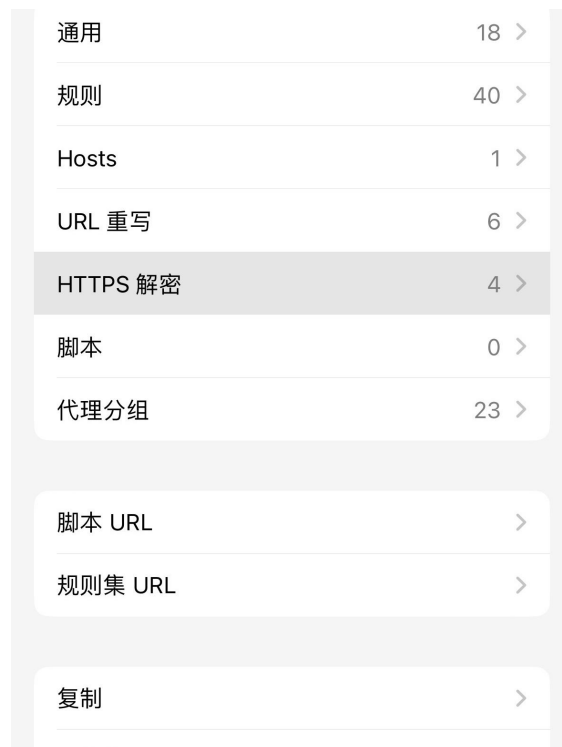 通用 18
规则 40
Hosts 1
URL 重写 6
HTTPS 解密 4
脚本 0
代理分组 23
脚本 URL
规则集 URL
复制